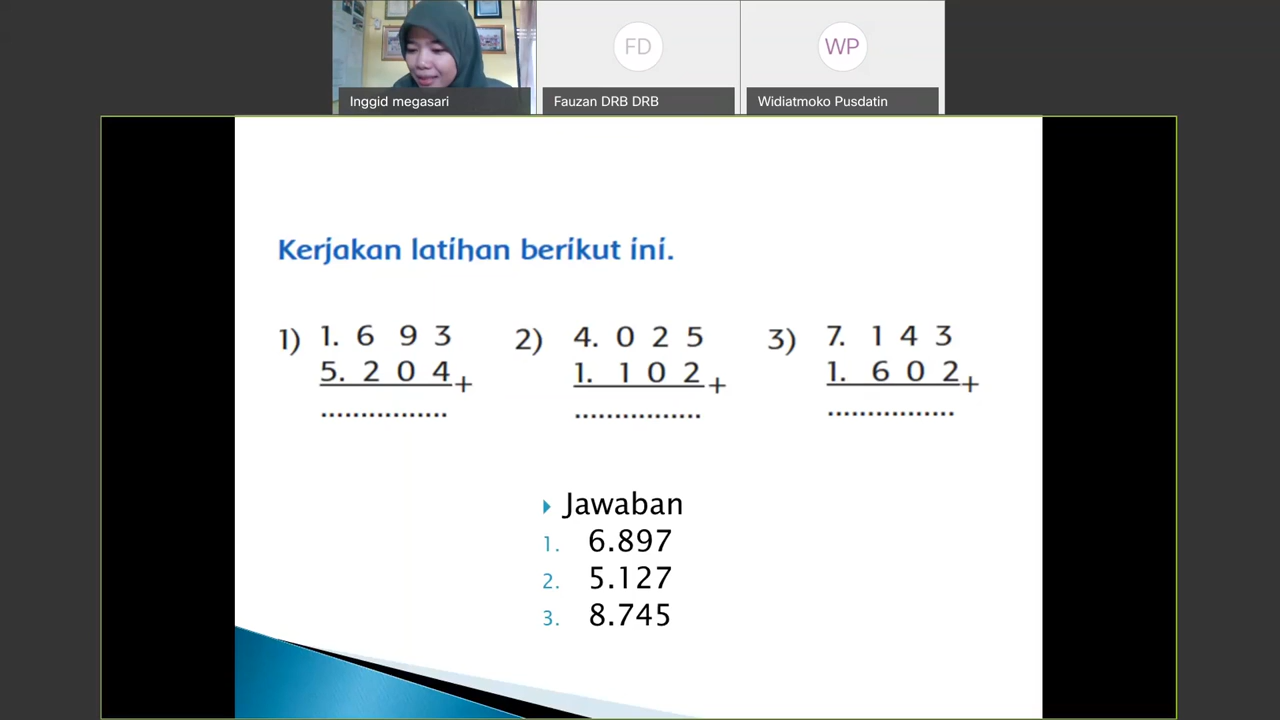 FD
WP
Inggid megasari
Fauzan DRB DRB
Widiatmoko Pusdatin
Kerjakan latihan berikut ini.
1) 1. 6 9 3
5. 2 0 4 +
................
2) 4. 0 2 5
1. 1 0 2 +
................
3) 7. 1 4 3
1. 6 0 2 +
................
Jawaban
1. 6.897
2. 5.127
3. 8.745